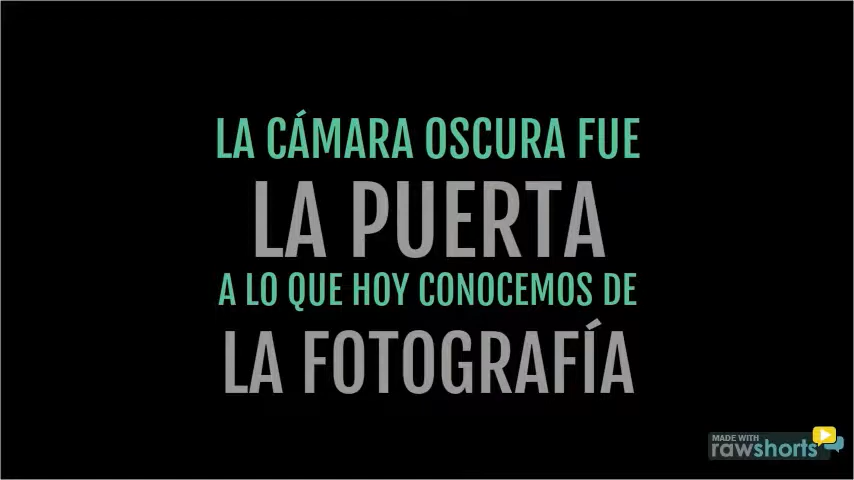 LA CÁMARA OSCURA FUE
LA PUERTA
A LO QUE HOY CONOCEMOS DE
LA FOTOGRAFÍA
MADE WITH
rawshorts